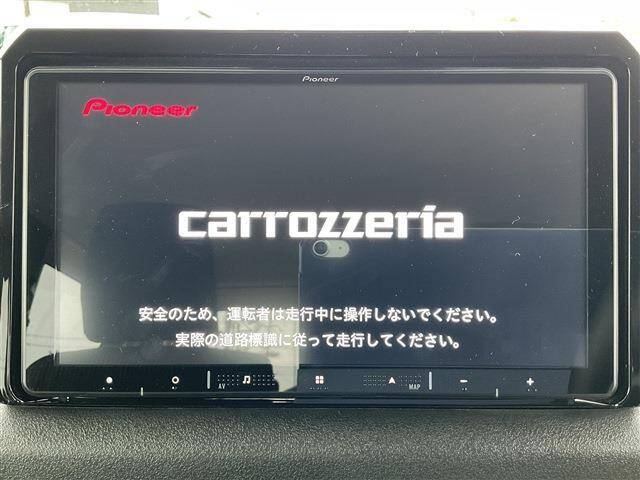 Pioneer
Pioneer
carrozzeria
安全のため、運転者は走行中に操作しないでください。
実際の道路標識に従って走行してください。
AV
MAP